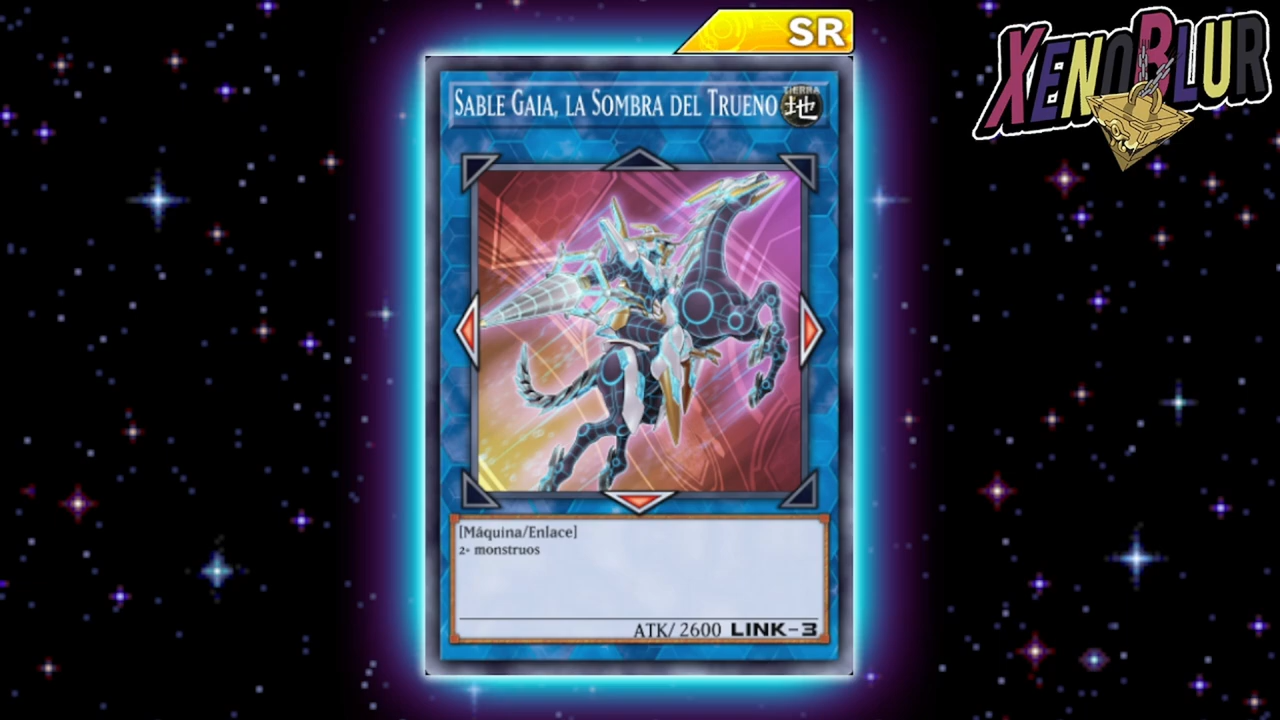 SR
XENOBLUR
SABLE GAIA, LA SOMBRA DEL TRUENO
TIERRA
地
[Máquina/Enlace]
2+ monstruos
ATK/ 2600 LINK-3